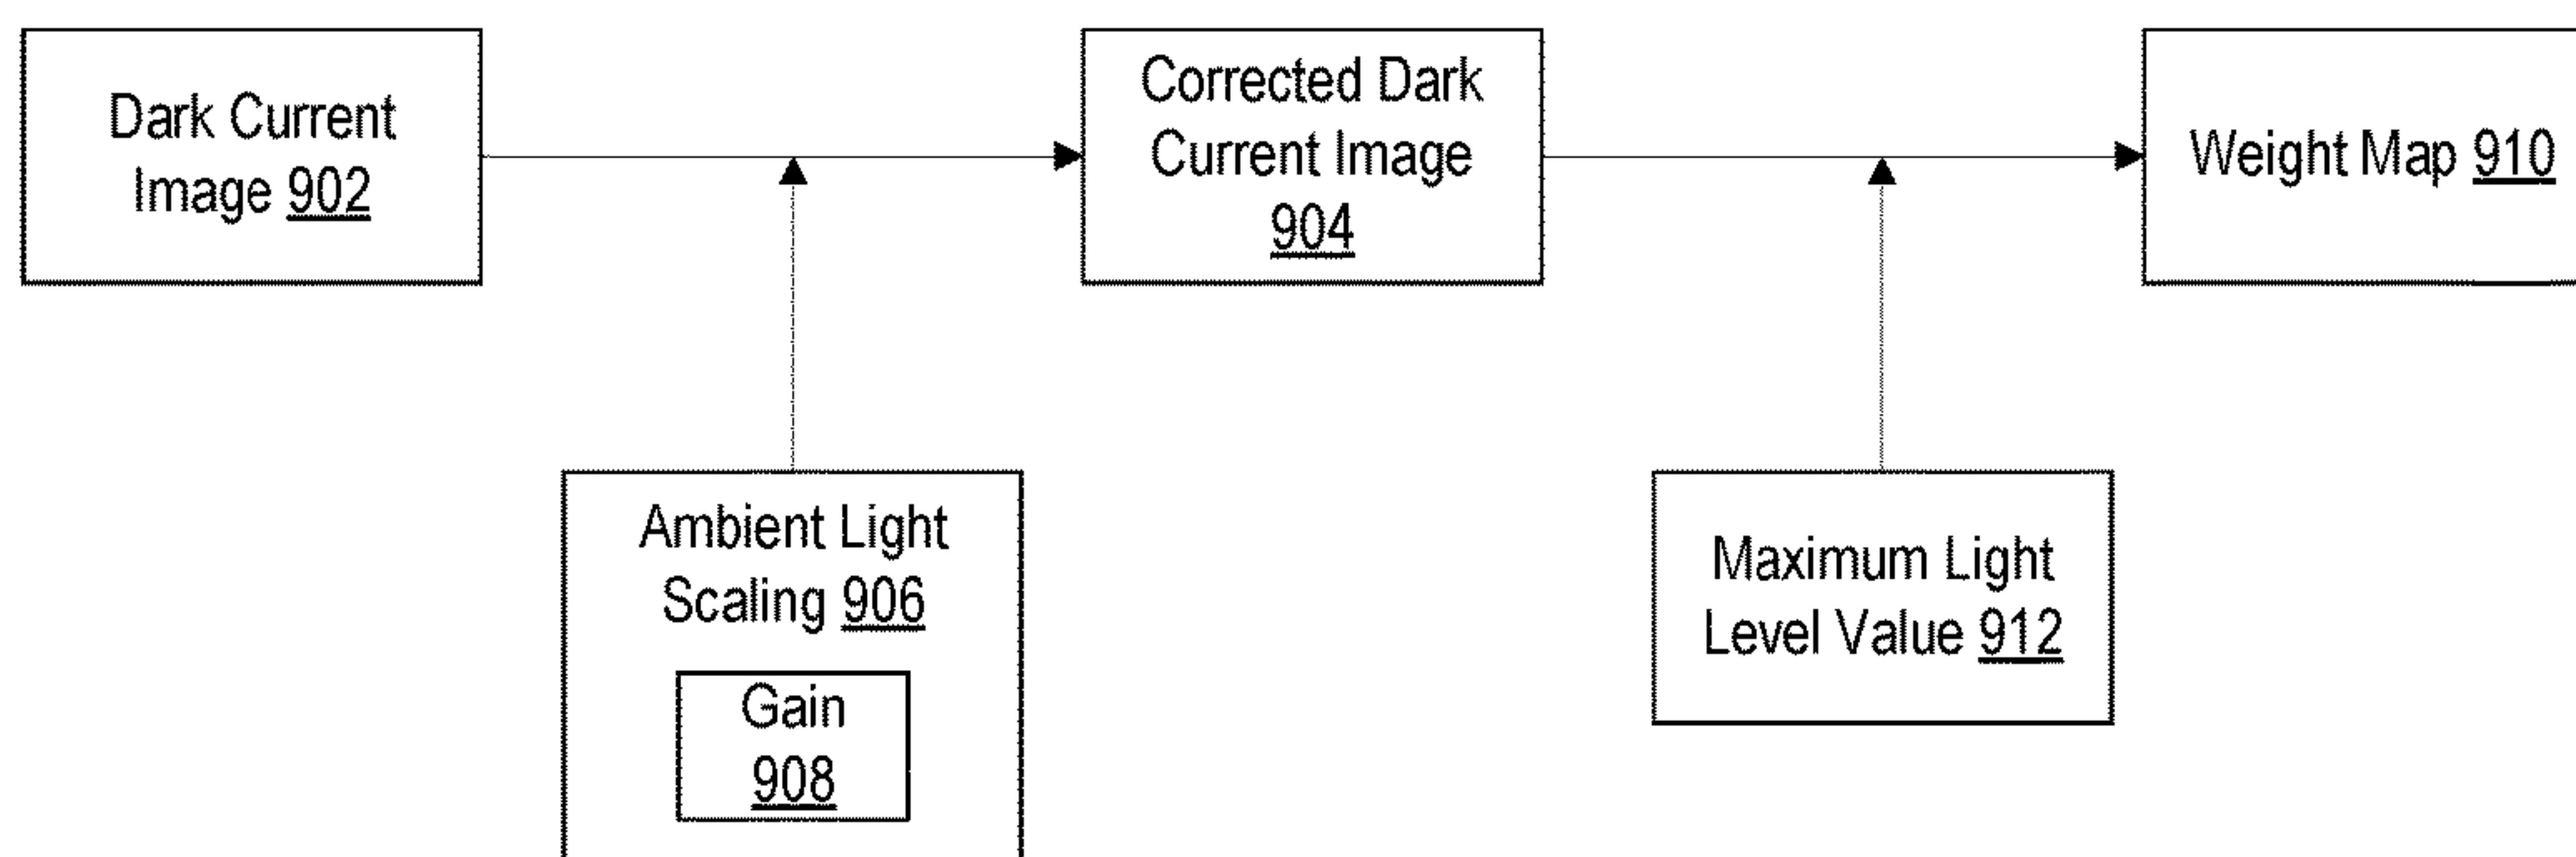 Dark Current
Image 902
Corrected Dark
Current Image
904
Weight Map 910
Ambient Light
Scaling 906
Gain
908
Maximum Light
Level Value 912